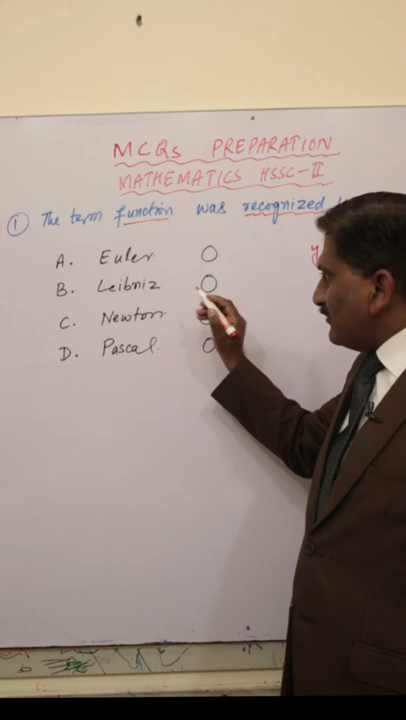 MCQs PREPARATION
MATHEMATICS HSSC-II
① The term function was recognized
A. Euler
B. Leibniz
C. Newton
D. Pascal
y